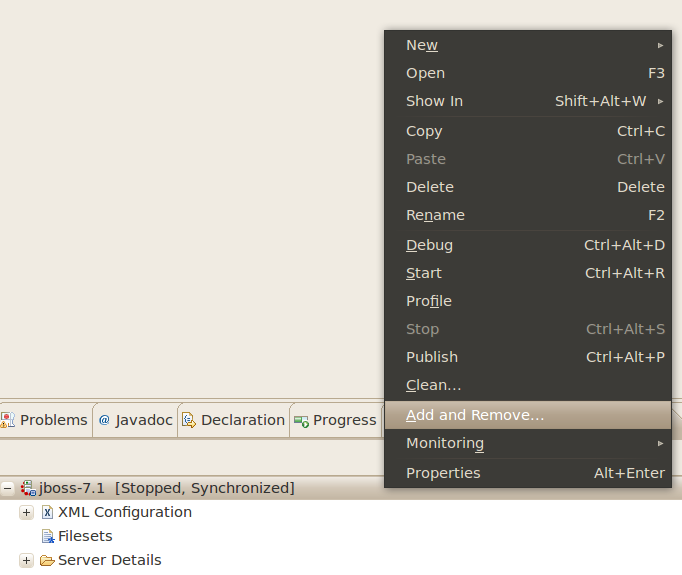 New
Open F3
Show In Shift+Alt+W
Copy Ctrl+C
Paste Ctrl+V
Delete Delete
Rename F2
Debug Ctrl+Alt+D
Start Ctrl+Alt+R
Profile
Stop Ctrl+Alt+S
Publish Ctrl+Alt+P
Clean...
Add and Remove...
Monitoring
Properties Alt+Enter
Problems @ Javadoc Declaration Progress
jboss-7.1 [Stopped, Synchronized]
XML Configuration
Filesets
Server Details